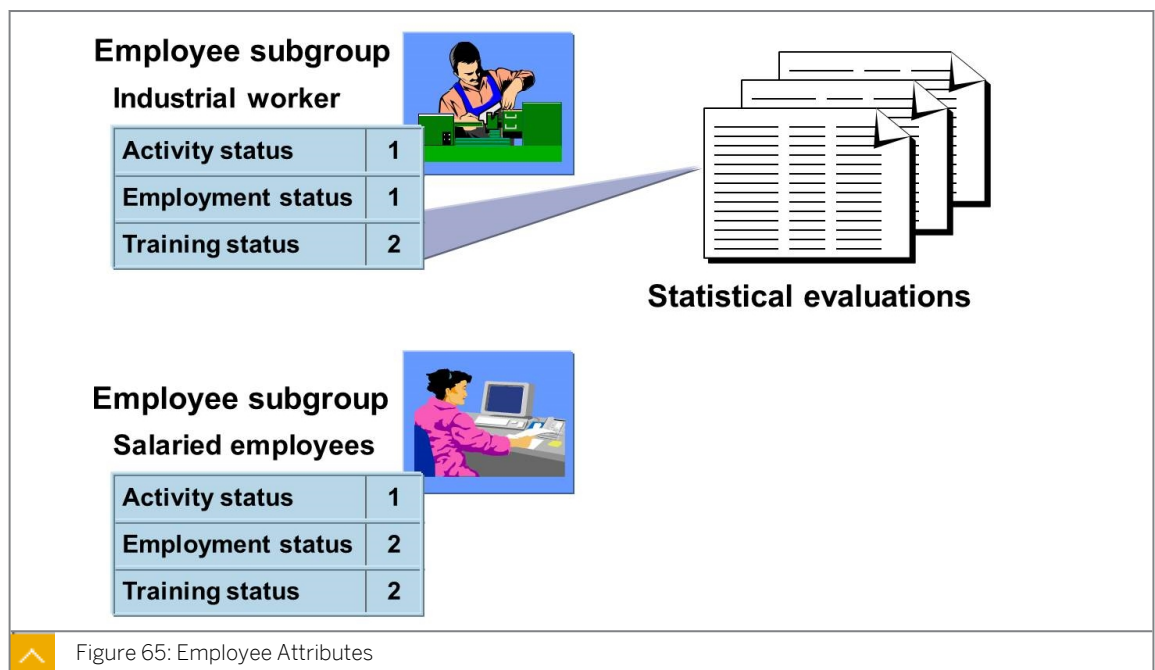 Employee subgroup
Industrial worker
Activity status 1
Employment status 1
Training status 2
Statistical evaluations
Employee subgroup
Salaried employees
Activity status 1
Employment status 2
Training status 2
Figure 65: Employee Attributes